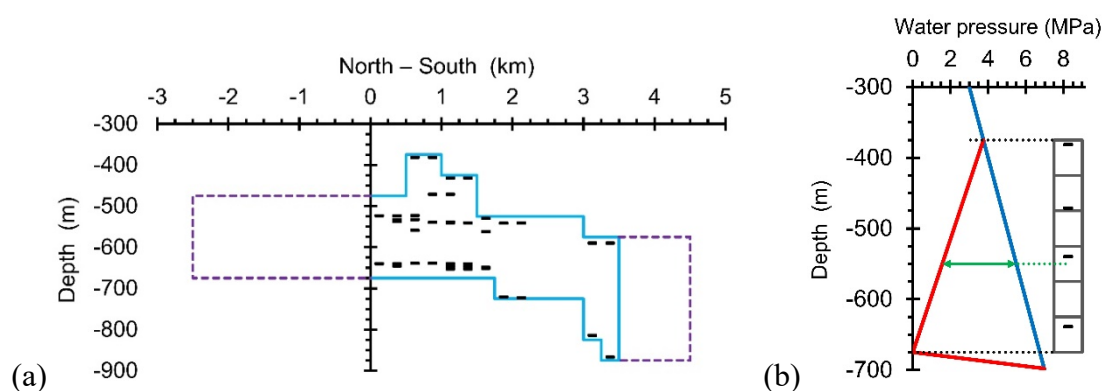 North – South (km)
-3 -2 -1 0 1 2 3 4 5
-300
-400
-500
-600
-700
-800
-900
Depth (m)
(a)
Water pressure (MPa)
0 2 4 6 8
-300
-400
-500
-600
-700
Depth (m)
(b)